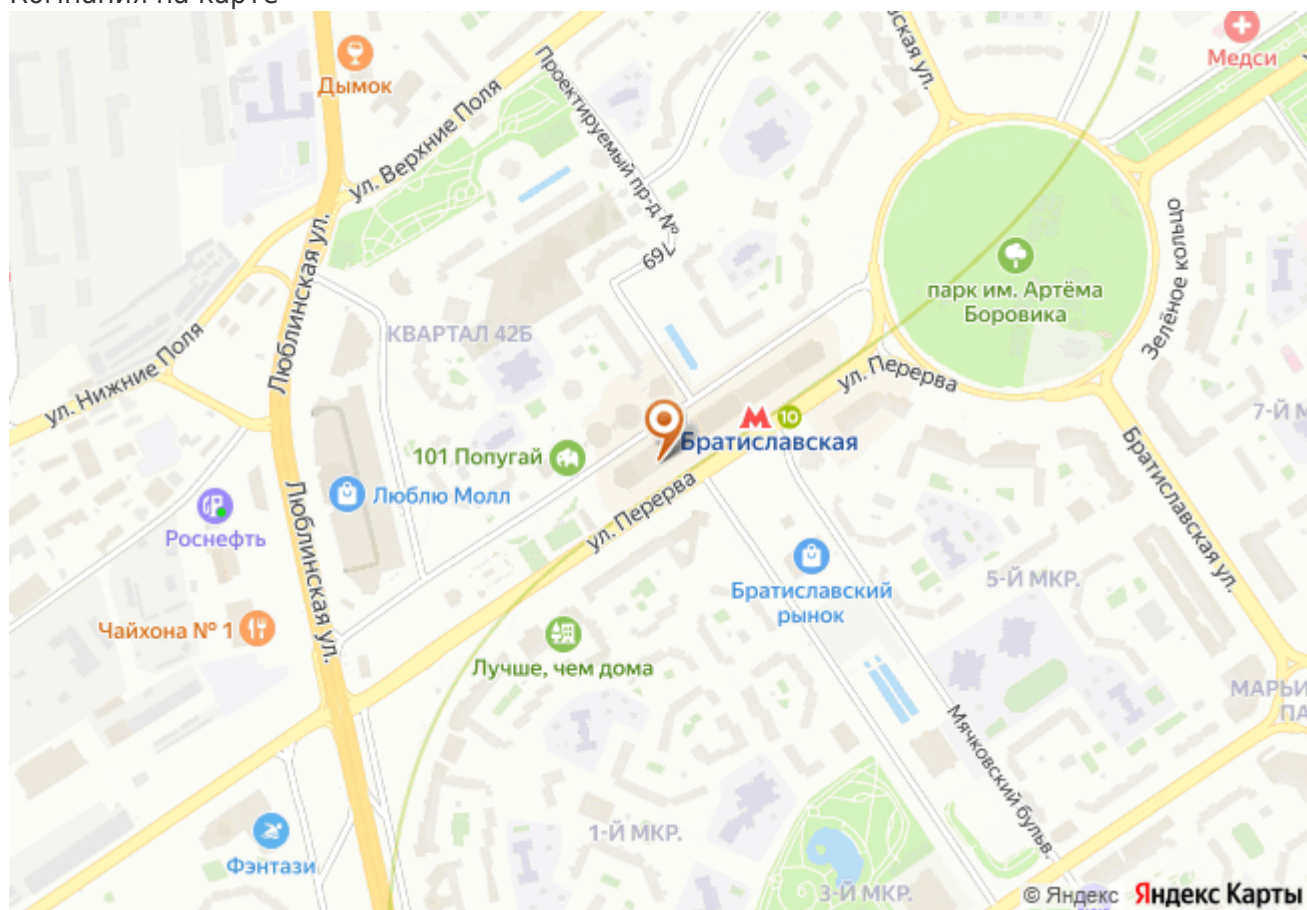 Компания на карте
Дымок
Проектируемый пр-д №
769
ская ул.
Медси
ул. Верхние Поля
Люблинская ул.
ул. Нижние Поля
КВАРТАЛ 42Б
парк им. Артёма
Боровика
Зелёное кольцо
ул. Перерва
7-Й М
10
Братиславская
101 Попугай
Люблю Молл
Роснефть
Люблинская ул.
ул. Перерва
Братиславская ул.
Братиславский
рынок
5-Й МКР.
Чайхона № 1
Лучше, чем дома
МАРЬИ
ПА
Мячковский бульв.
1-Й МКР.
Фэнтази
3-Й МКР.
© Яндекс Яндекс Карты